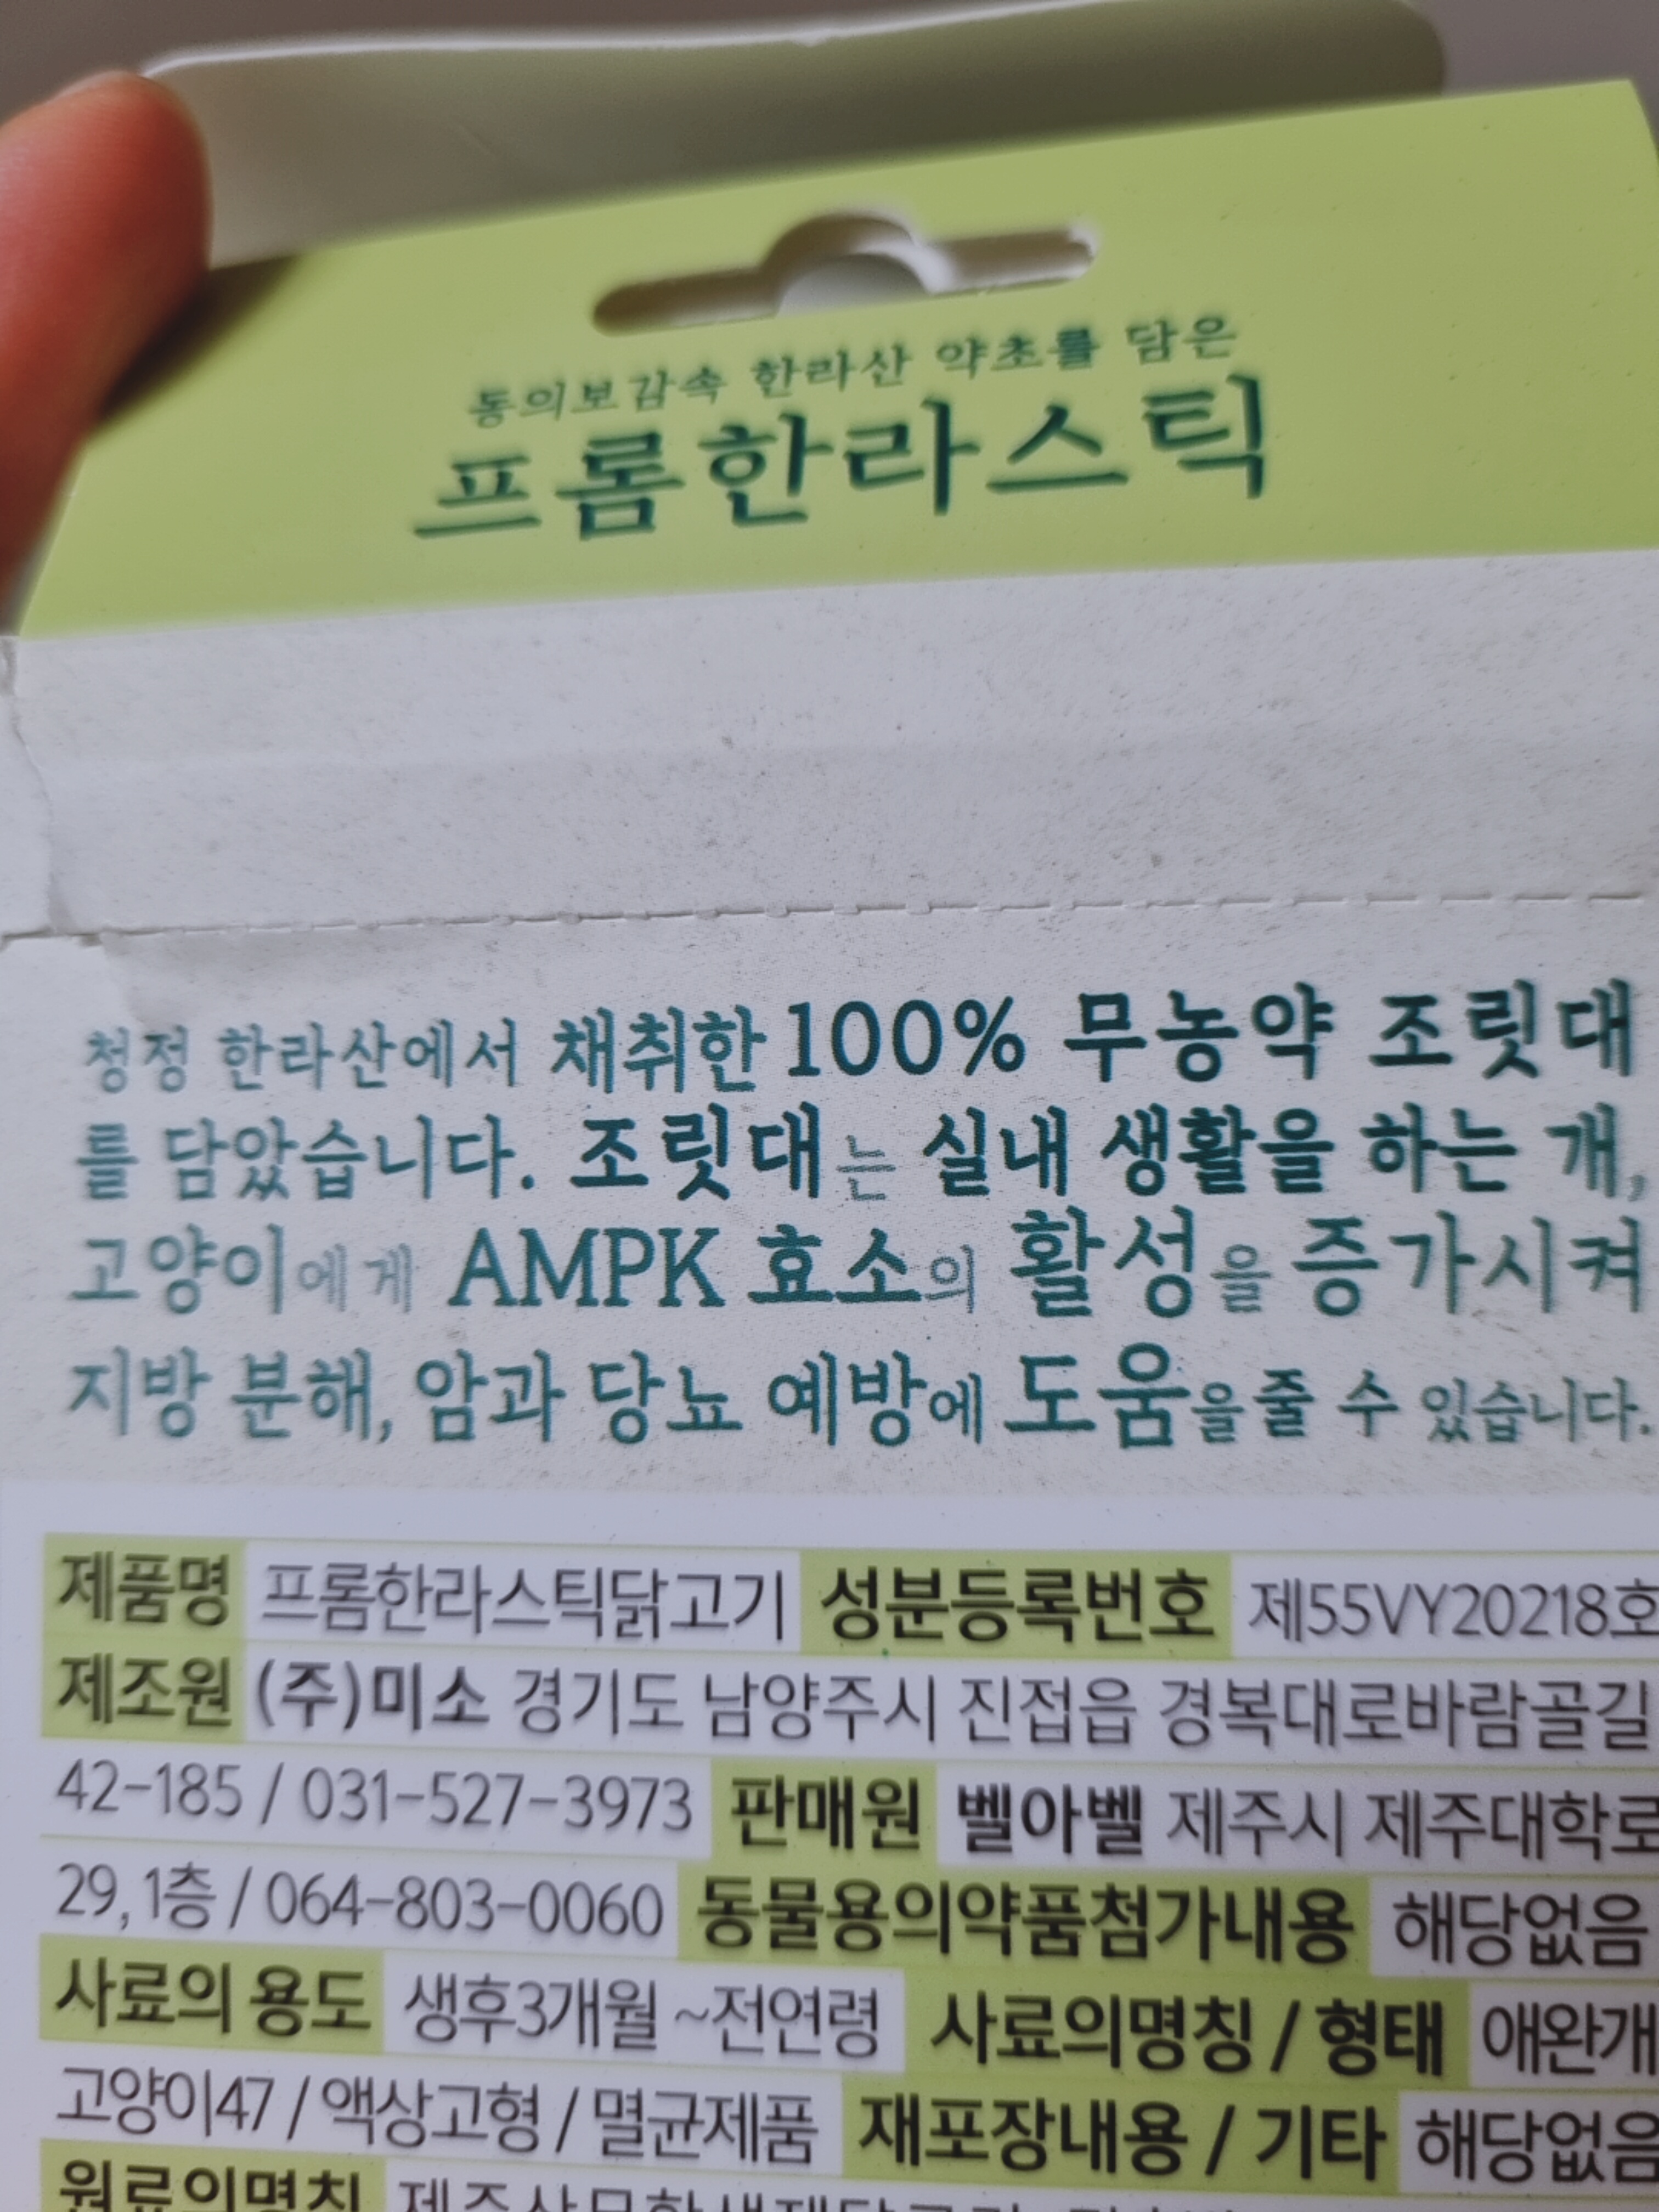 동의보감속 한라산 약초를 담은
프롬한라스틱
청정 한라산에서 채취한 100% 무농약 조릿대
를 담았습니다. 조릿대는 실내 생활을 하는 개,
고양이에게 AMPK 효소의 활성을 증가시켜
지방 분해, 암과 당뇨 예방에 도움을줄 수 있습니다.
제품명 프롬한라스틱닭고기 성분등록번호 제55VY20218호
제조원 (주)미소 경기도 남양주시 진접읍 경복대로바람골길
42-185 / 031-527-3973 판매원 벨아벨 제주시 제주대학로
29, 1층 / 064-803-0060 동물용의약품첨가내용 해당없음
사료의 용도 생후3개월 ~전연령 사료의명칭 / 형태 애완개
고양이47 / 액상고형 / 멸균제품 재포장내용 / 기타 해당없음
원료의명칭